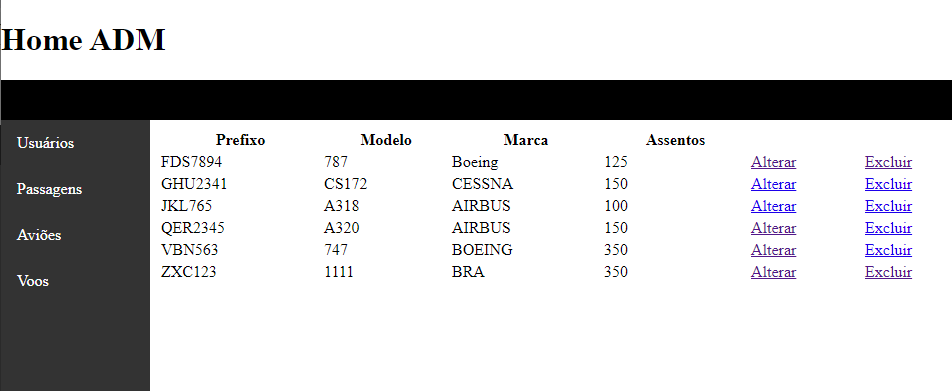 Home ADM
Usuários
Passagens
Aviões
Voos
Prefixo Modelo Marca Assentos
FDS7894 787 Boeing 125 Alterar Excluir
GHU2341 CS172 CESSNA 150 Alterar Excluir
JKL765 A318 AIRBUS 100 Alterar Excluir
QER2345 A320 AIRBUS 150 Alterar Excluir
VBN563 747 BOEING 350 Alterar Excluir
ZXC123 1111 BRA 350 Alterar Excluir